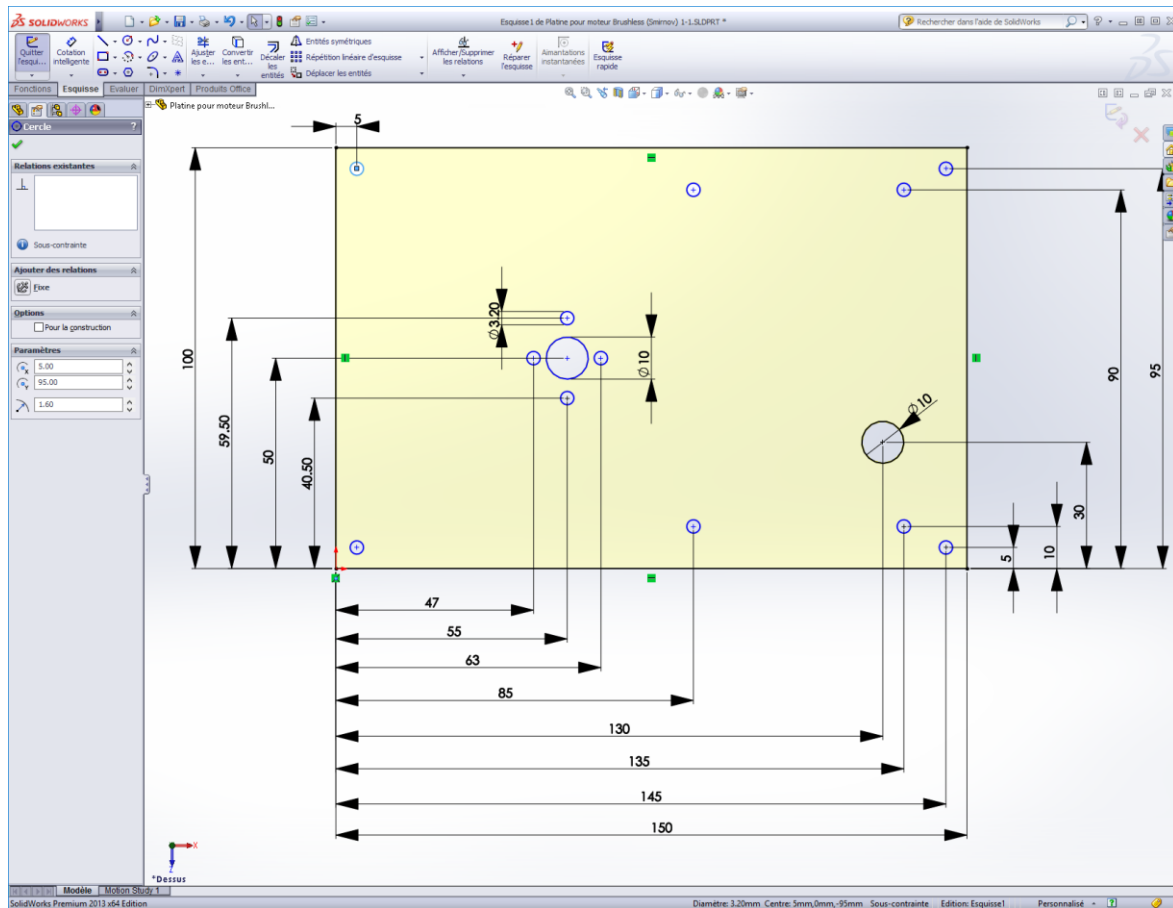 SOLIDWORKS
Esquisse1 de Platine pour moteur Brushless (Smirnov) 1-1.SLDPRT *
Rechercher dans l'aide de SolidWorks
Quitter l'esqui...
Cotation intelligente
Ajuster les e...
Convertir les ent...
Décaler les entités
Entités symétriques
Répétition linéaire d'esquisse
Déplacer les entités
Afficher/Supprimer les relations
Réparer l'esquisse
Aimantations instantanées
Esquisse rapide
Fonctions
Esquisse
Evaluer
DimXpert
Produits Office
Platine pour moteur Brushl...
Cercle
?
Relations existantes
Sous-contrainte
Ajouter des relations
Fixe
Options
Pour la construction
Paramètres
5.00
95.00
1.60
5
100
59.50
50
40.50
Ø3.20
Ø10
Ø10
90
95
30
10
5
47
55
63
85
130
135
145
150
X
Z
*Dessus
Modèle
Motion Study 1
SolidWorks Premium 2013 x64 Edition
Diamètre: 3.20mm Centre: 5mm,0mm,-95mm
Sous-contrainte
Edition: Esquisse1
Personnalisé